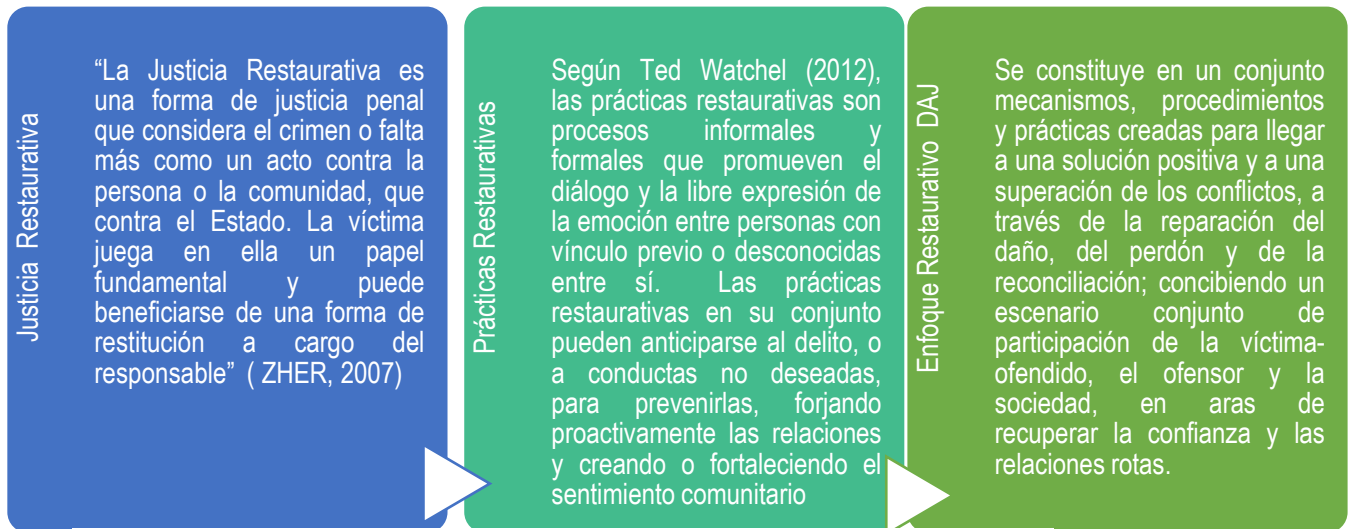 Justicia Restaurativa
“La Justicia Restaurativa es
una forma de justicia penal
que considera el crimen o falta
más como un acto contra la
persona o la comunidad, que
contra el Estado. La víctima
juega en ella un papel
fundamental y puede
beneficiarse de una forma de
restitución a cargo del
responsable” ( ZHER, 2007)
Prácticas Restaurativas
Según Ted Watchel (2012),
las prácticas restaurativas son
procesos informales y
formales que promueven el
diálogo y la libre expresión de
la emoción entre personas con
vínculo previo o desconocidas
entre sí. Las prácticas
restaurativas en su conjunto
pueden anticiparse al delito, o
a conductas no deseadas,
para prevenirlas, forjando
proactivamente las relaciones
y creando o fortaleciendo el
sentimiento comunitario
Enfoque Restaurativo DAJ
Se constituye en un conjunto
mecanismos, procedimientos
y prácticas creadas para llegar
a una solución positiva y a una
superación de los conflictos, a
través de la reparación del
daño, del perdón y de la
reconciliación; concibiendo un
escenario conjunto de
participación de la víctima-
ofendido, el ofensor y la
sociedad, en aras de
recuperar la confianza y las
relaciones rotas.